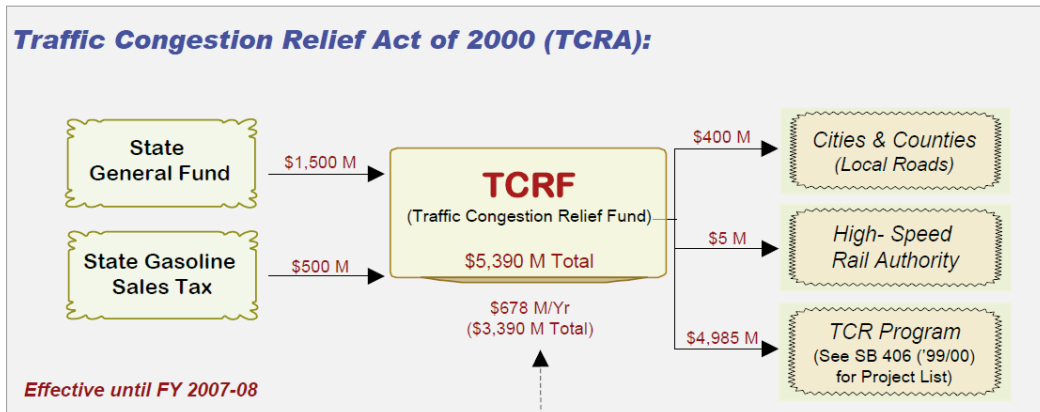 Traffic Congestion Relief Act of 2000 (TCRA):
State
General Fund
$1,500 M
State Gasoline
Sales Tax
$500 M
TCRF
(Traffic Congestion Relief Fund)
$5,390 M Total
$678 M/Yr
($3,390 M Total)
$400 M
Cities & Counties
(Local Roads)
$5 M
High- Speed
Rail Authority
$4,985 M
TCR Program
(See SB 406 ('99/00)
for Project List)
Effective until FY 2007-08